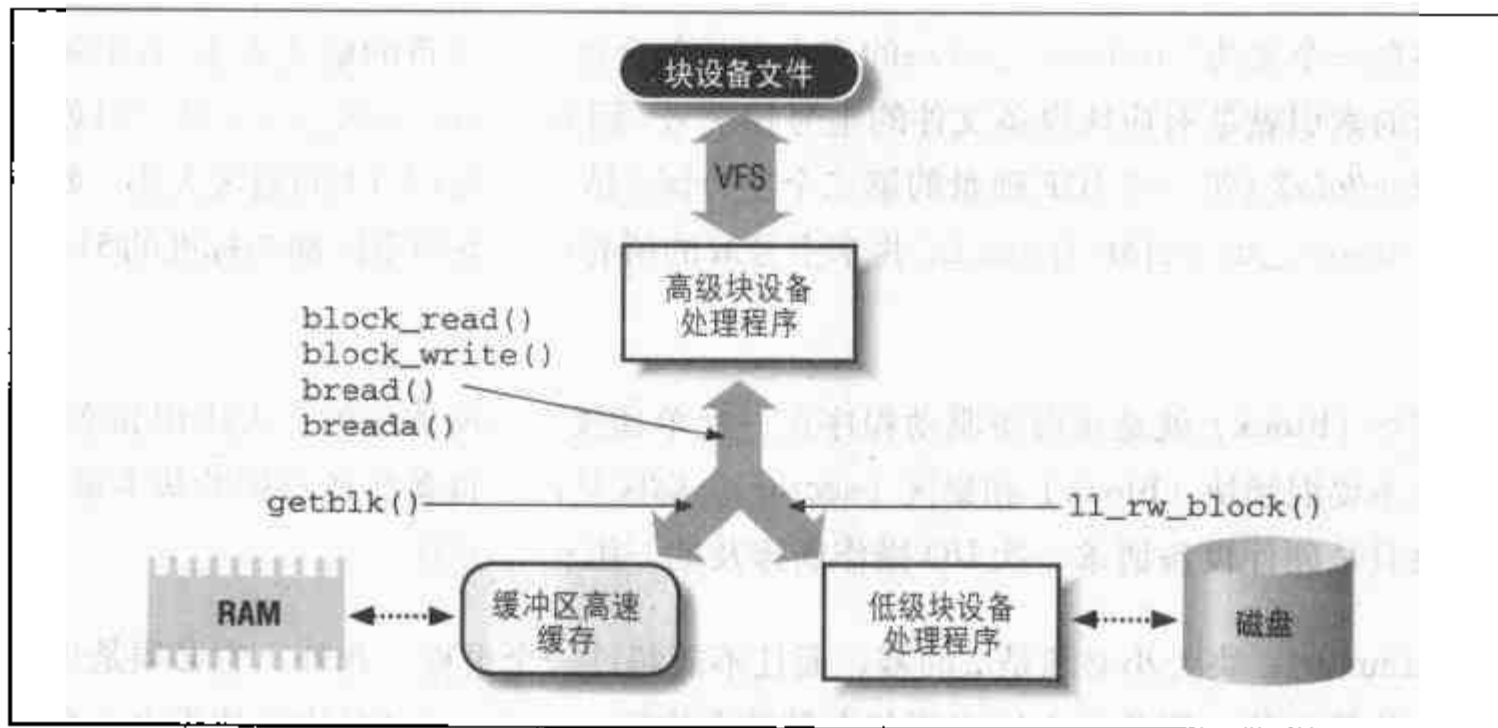 块设备文件
VFS
高级块设备
处理程序
block_read()
block_write()
bread()
breada()
getblk()
ll_rw_block()
RAM
缓冲区高速
缓存
低级块设备
处理程序
磁盘